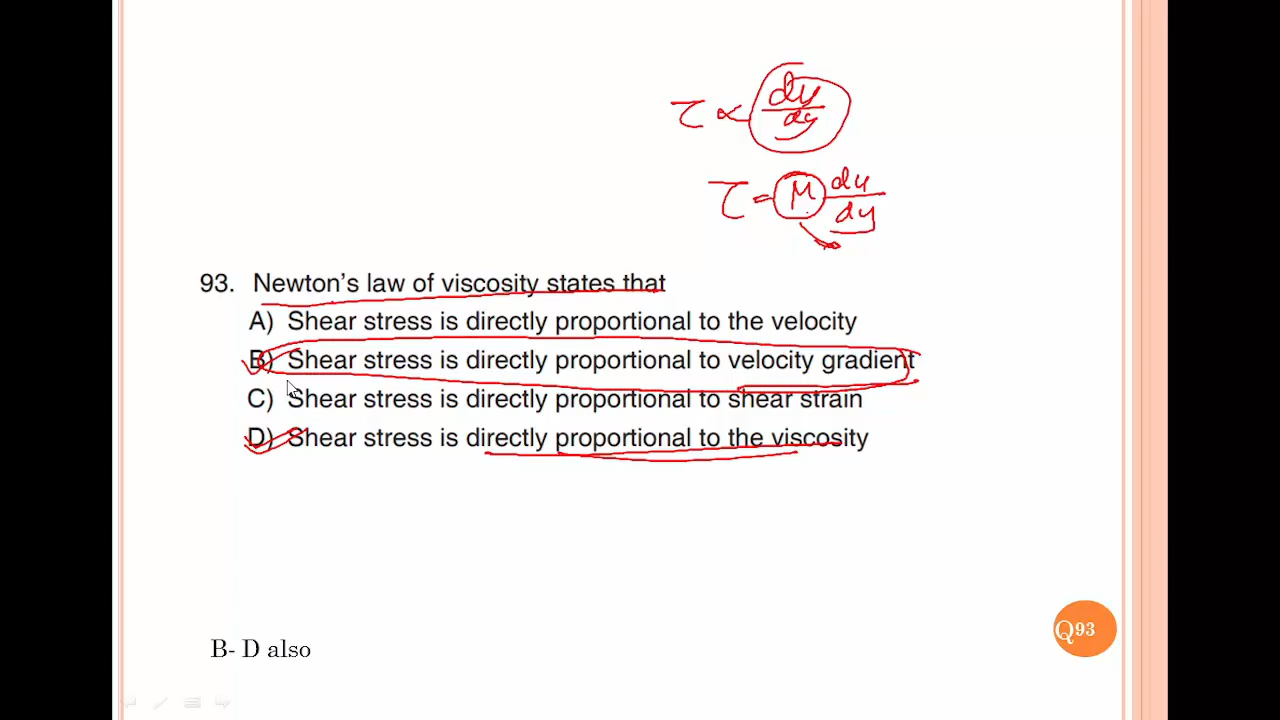 τ ∝ du/dy
τ = μ du/dy
93. Newton's law of viscosity states that
A) Shear stress is directly proportional to the velocity
B) Shear stress is directly proportional to velocity gradient
C) Shear stress is directly proportional to shear strain
D) Shear stress is directly proportional to the viscosity
B- D also
Q93